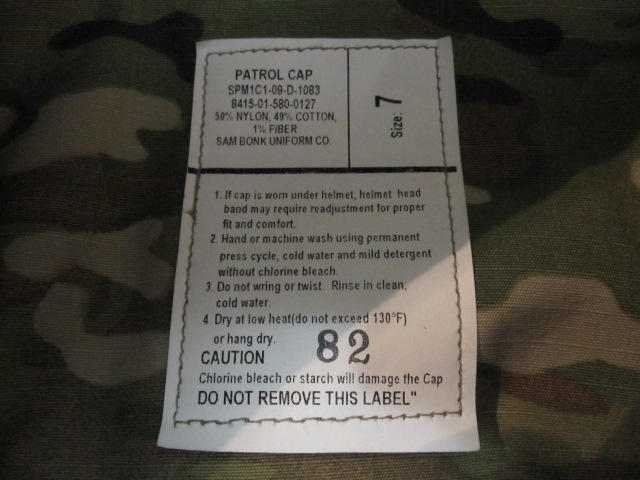 PATROL CAP
SPM1C1-09-D-1083
8415-01-580-0127
50% NYLON, 49% COTTON,
1% FiBER
SAM BONK UNIFORM CO.
Size: 7
1. If cap is worn under helmet, helmet head
band may require readjustment for proper
fit and comfort.
2. Hand or machine wash using permanent
press cycle, cold water and mild detergent
without chlorine bleach.
3. Do not wring or twist. Rinse in clean,
cold water.
4. Dry at low heat(do not exceed 130°F)
or hang dry.
82
CAUTION
Chlorine bleach or starch will damage the Cap
DO NOT REMOVE THIS LABEL"